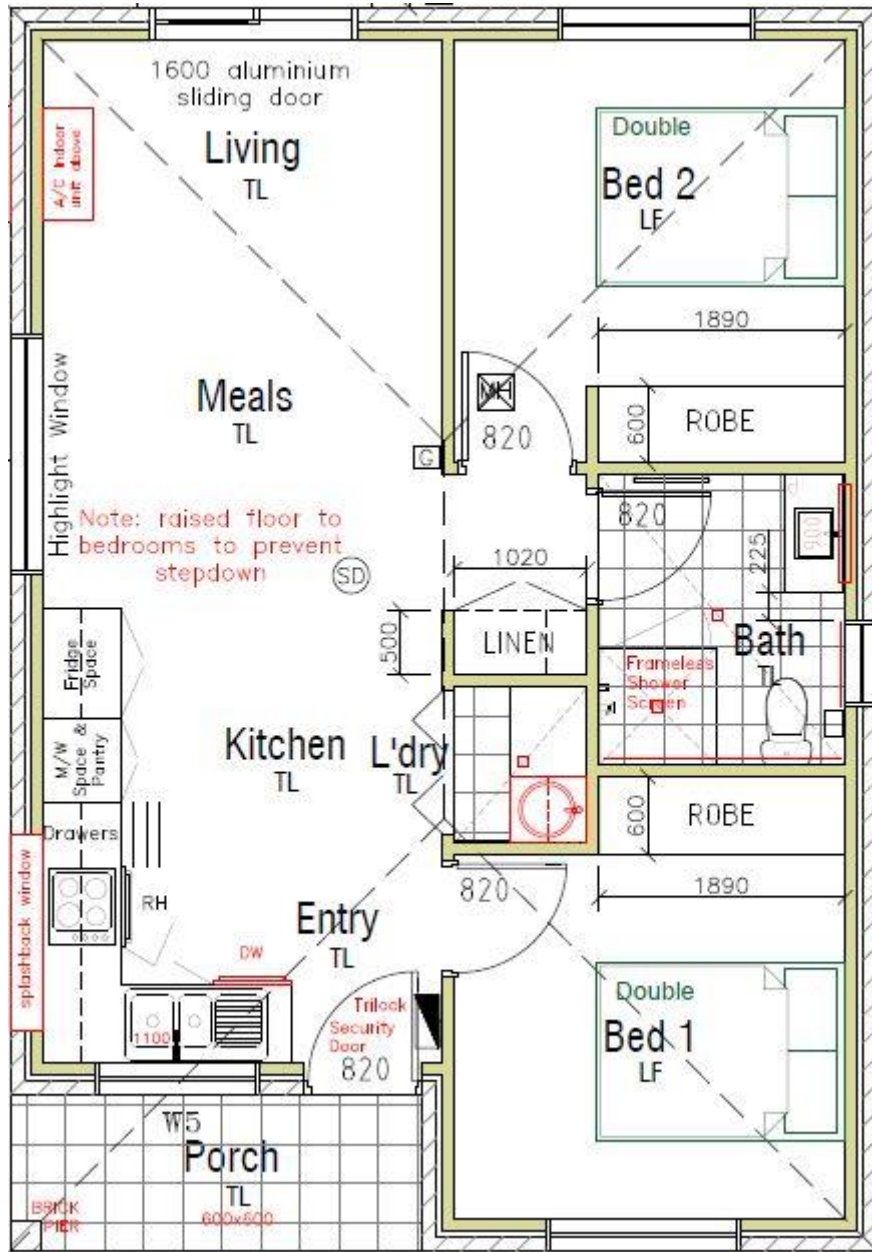 1600 aluminium
sliding door
Living
TL
A/C Indoor
unit above
Double
Bed 2
LF
1890
600
ROBE
MH
820
Highlight Window
Meals
TL
G
Note: raised floor to
bedrooms to prevent
stepdown
SD
820
900
225
1020
500
LINEN
Bath
TL
Frameless
Shower
Screen
Fridge
Space
M/W
Space &
Pantry
Kitchen
TL
L'dry
TL
600
ROBE
1890
Drawers
splashback window
RH
820
Entry
TL
DW
1100
Trilock
Security
Door
820
Double
Bed 1
LF
W5
Porch
TL
600x600
BRICK
PIER